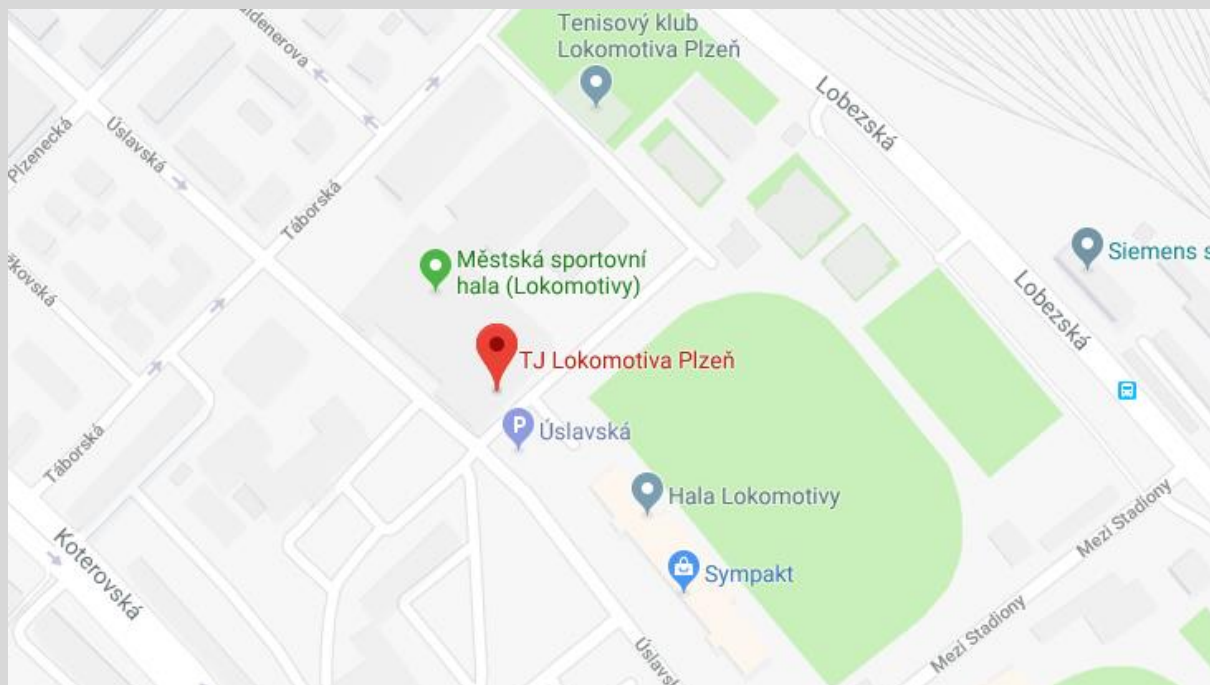 Tenisový klub
Lokomotiva Plzeň
Lobezská
Plzenecká
Úslavská
Táborská
Městská sportovní
hala (Lokomotivy)
Siemens s
Lobezská
TJ Lokomotiva Plzeň
P
Úslavská
Táborská
Hala Lokomotivy
Mezi Stadiony
Koterovská
Sympakt
Mezi Stadiony
Úslavská